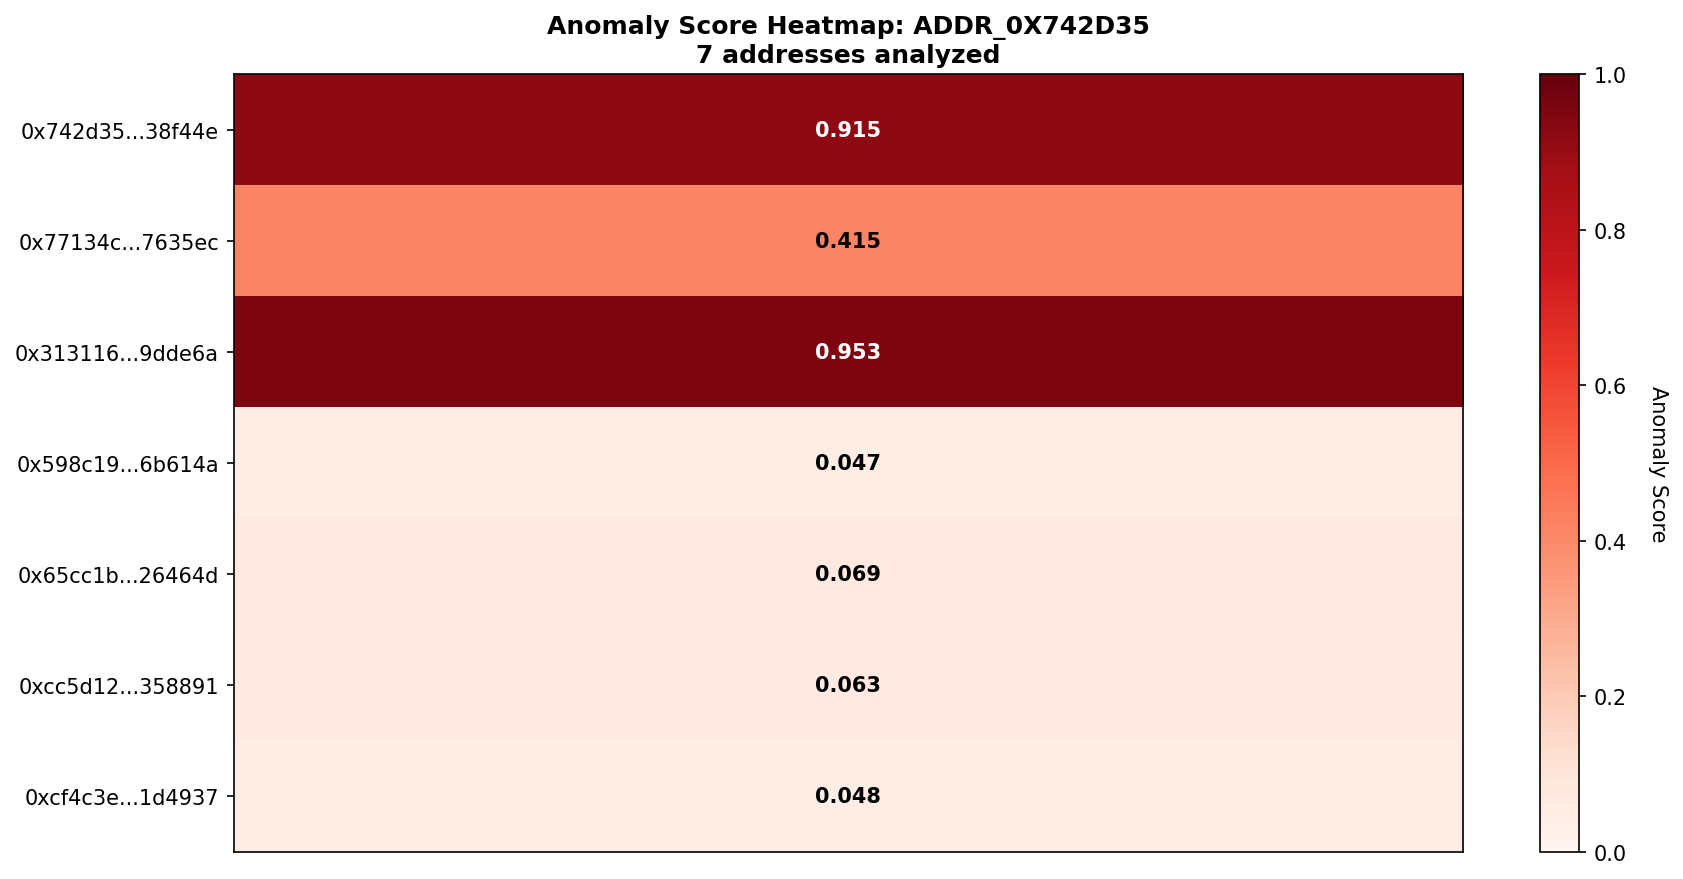 Anomaly Score Heatmap: ADDR_0X742D35
7 addresses analyzed
0x742d35...38f44e
0.915
0x77134c...7635ec
0.415
0x313116...9dde6a
0.953
0x598c19...6b614a
0.047
0x65cc1b...26464d
0.069
0xcc5d12...358891
0.063
0xcf4c3e...1d4937
0.048
1.0
0.8
0.6
0.4
0.2
0.0
Anomaly Score